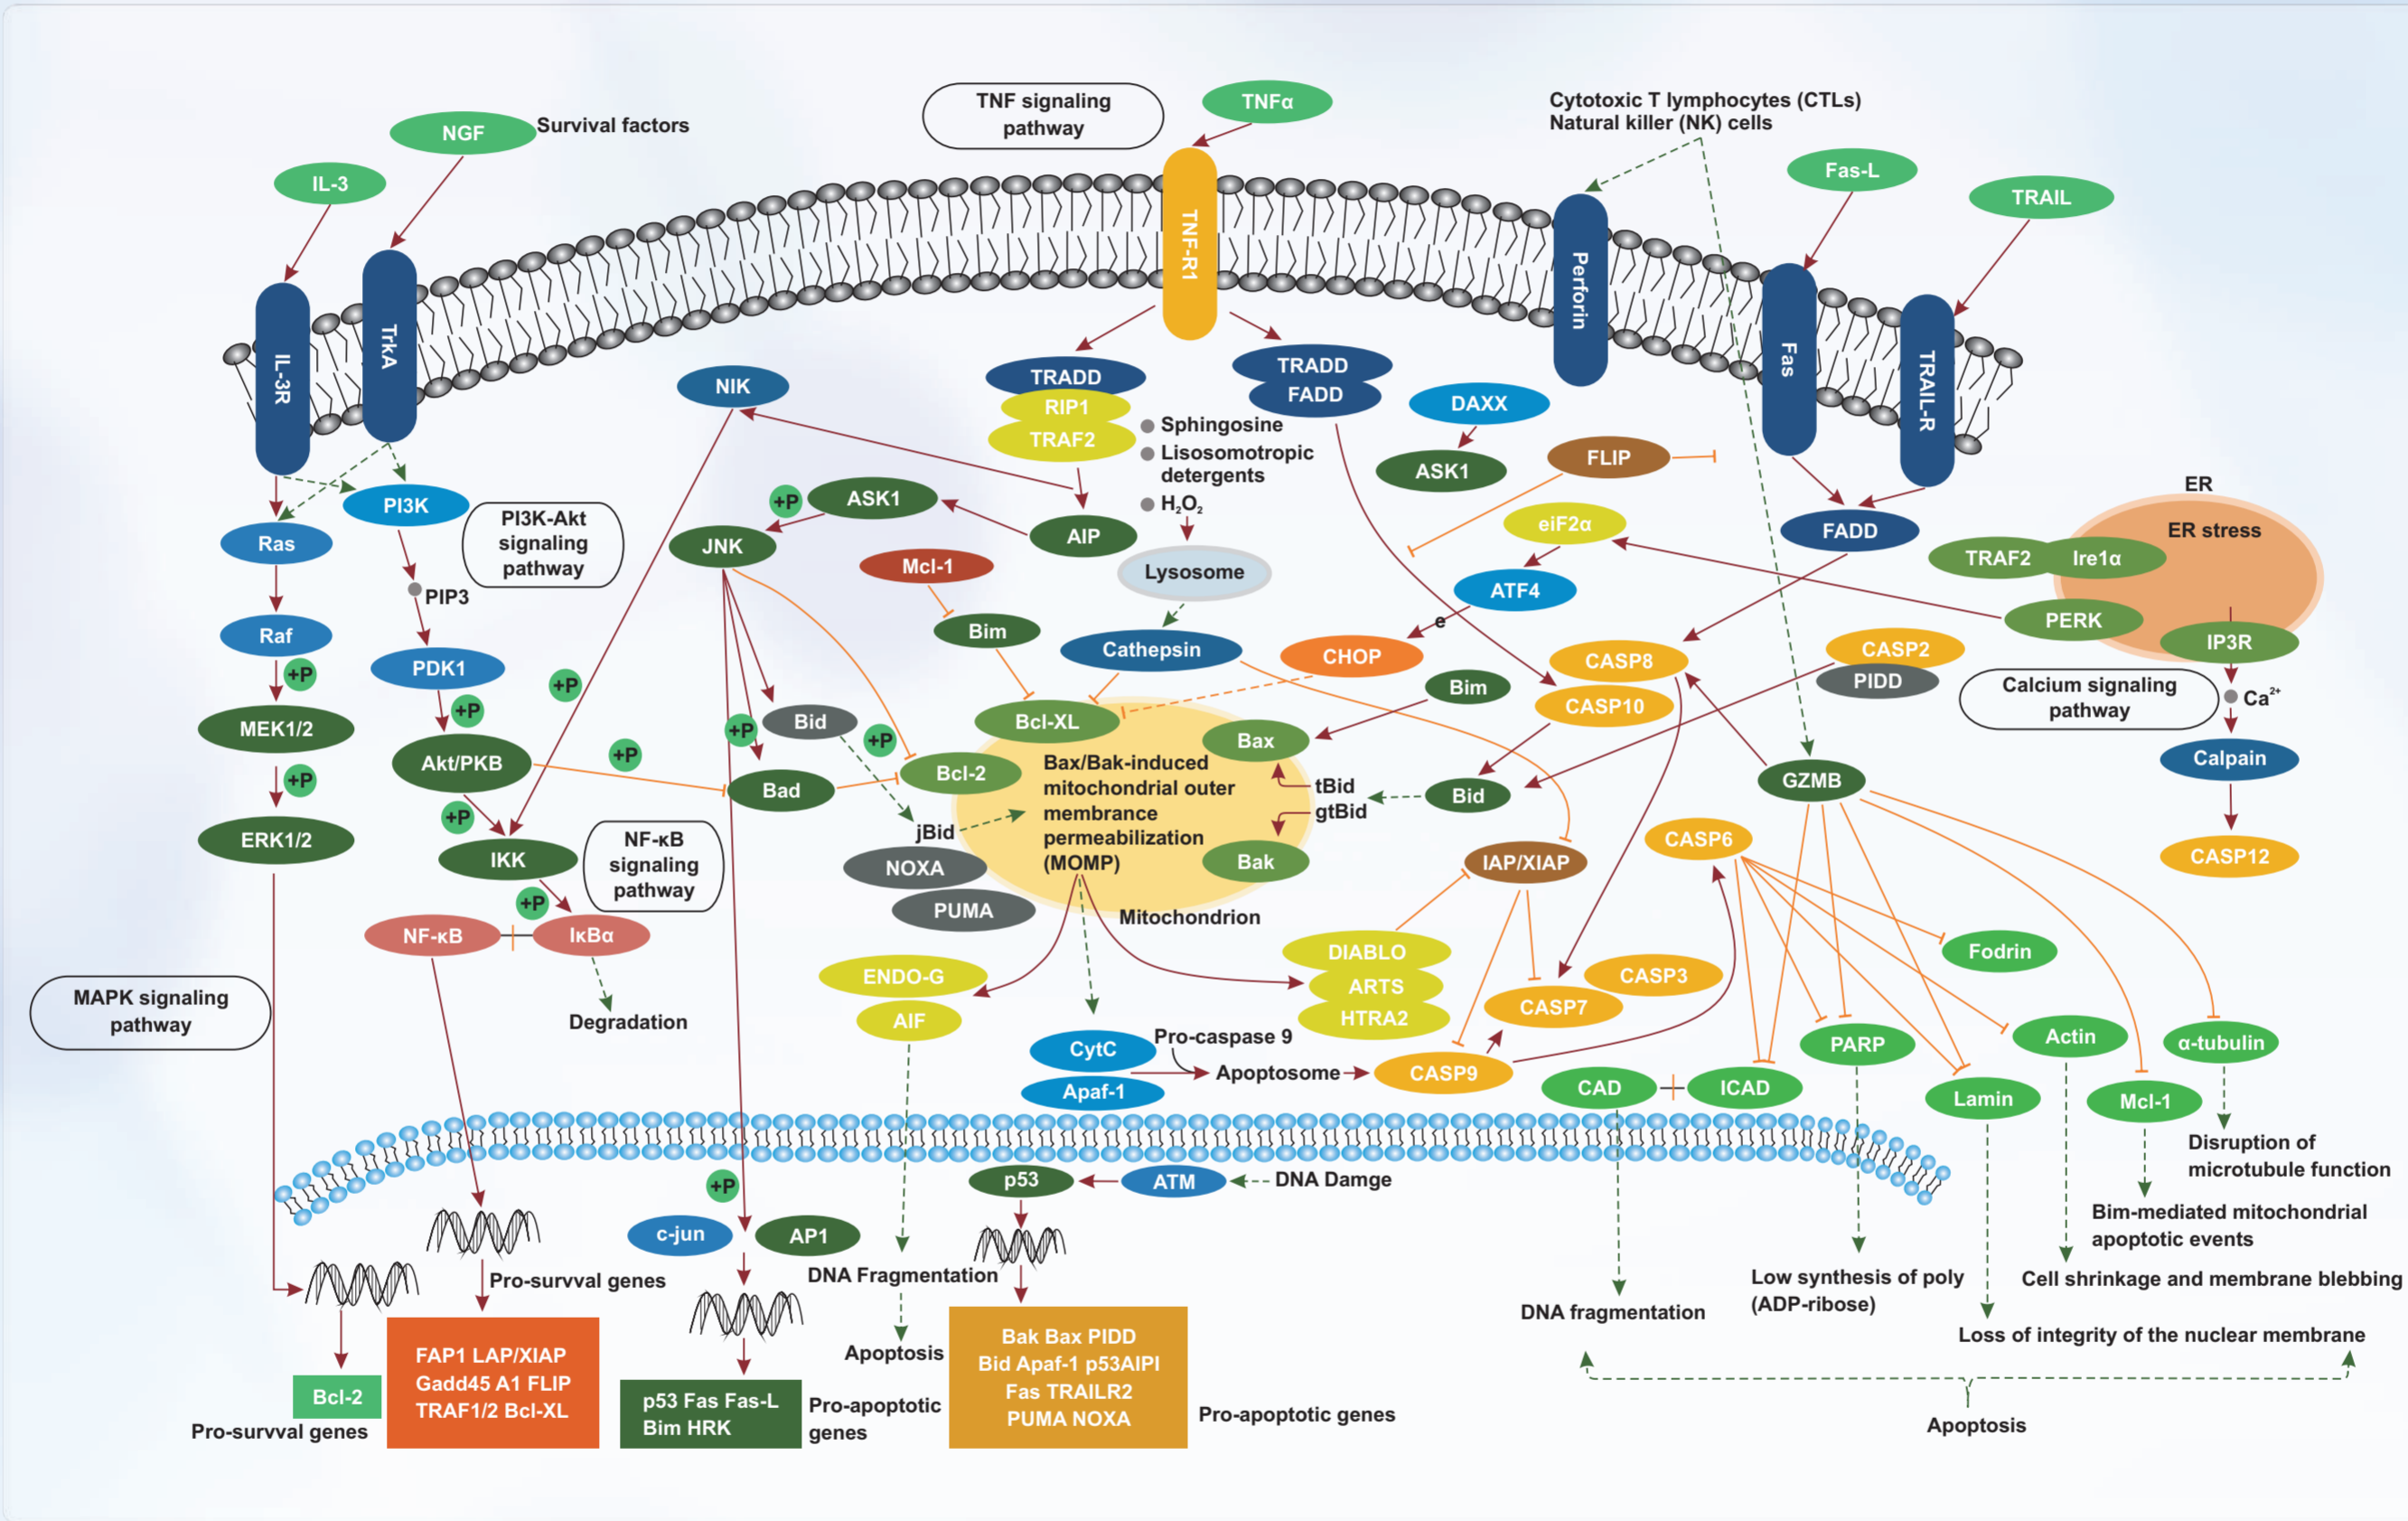 TNF signaling
pathway
TNFα
Cytotoxic T lymphocytes (CTLs)
Natural killer (NK) cells
NGF
Survival factors
IL-3
Fas-L
TRAIL
TNF-R1
Perforin
Fas
TRAIL-R
IL-3R
TrkA
NIK
TRADD
RIP1
TRAF2
TRADD
FADD
Sphingosine
Lisosomotropic
detergents
H₂O₂
DAXX
ASK1
FLIP
ER
ER stress
PI3K
PI3K-Akt
signaling
pathway
+P
ASK1
AIP
eiF2α
FADD
TRAF2
Ire1α
Ras
JNK
Mcl-1
Lysosome
ATF4
PIP3
e
PERK
Raf
+P
PDK1
+P
+P
Bim
Cathepsin
CHOP
CASP8
CASP10
CASP2
PIDD
IP3R
Calcium signaling
pathway
Ca²⁺
Bim
MEK1/2
+P
Akt/PKB
+P
+P
+P
Bid
+P
Bad
Bcl-XL
Bcl-2
Bax
Bax/Bak-induced
mitochondrial outer
membrance
permeabilization
(MOMP)
tBid
gtBid
Bak
Bid
GZMB
Calpain
jBid
NOXA
PUMA
Mitochondrion
ERK1/2
IKK
+P
NF-κB
signaling
pathway
IAP/XIAP
CASP6
CASP12
NF-κB
IκBα
Degradation
MAPK signaling
pathway
ENDO-G
AIF
DIABLO
ARTS
HTRA2
CASP3
CASP7
Fodrin
CytC
Apaf-1
Pro-caspase 9
Apoptosome
CASP9
CAD
ICAD
PARP
Actin
α-tubulin
Lamin
Mcl-1
Disruption of
microtubule function
Bim-mediated mitochondrial
apoptotic events
Cell shrinkage and membrane blebbing
Low synthesis of poly
(ADP-ribose)
Loss of integrity of the nuclear membrane
DNA fragmentation
Apoptosis
p53
ATM
DNA Damge
+P
c-jun
AP1
DNA Fragmentation
Apoptosis
Pro-survval genes
Bcl-2
Pro-survval genes
FAP1 LAP/XIAP
Gadd45 A1 FLIP
TRAF1/2 Bcl-XL
p53 Fas Fas-L
Bim HRK
Pro-apoptotic
genes
Bak Bax PIDD
Bid Apaf-1 p53AIPI
Fas TRAILR2
PUMA NOXA
Pro-apoptotic genes